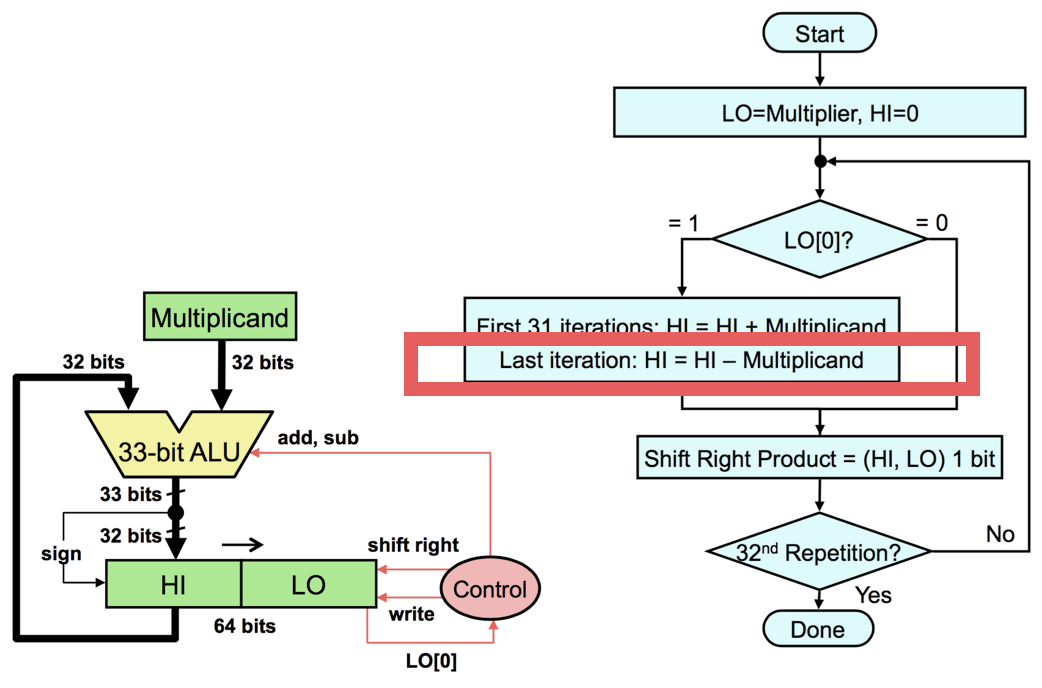 Start
LO=Multiplier, HI=0
= 1
= 0
LO[0]?
First 31 iterations: HI = HI + Multiplicand
Last iteration: HI = HI – Multiplicand
Shift Right Product = (HI, LO) 1 bit
32nd Repetition?
No
Yes
Done
Multiplicand
32 bits
32 bits
33-bit ALU
add, sub
33 bits
32 bits
sign
shift right
HI
LO
Control
write
64 bits
LO[0]